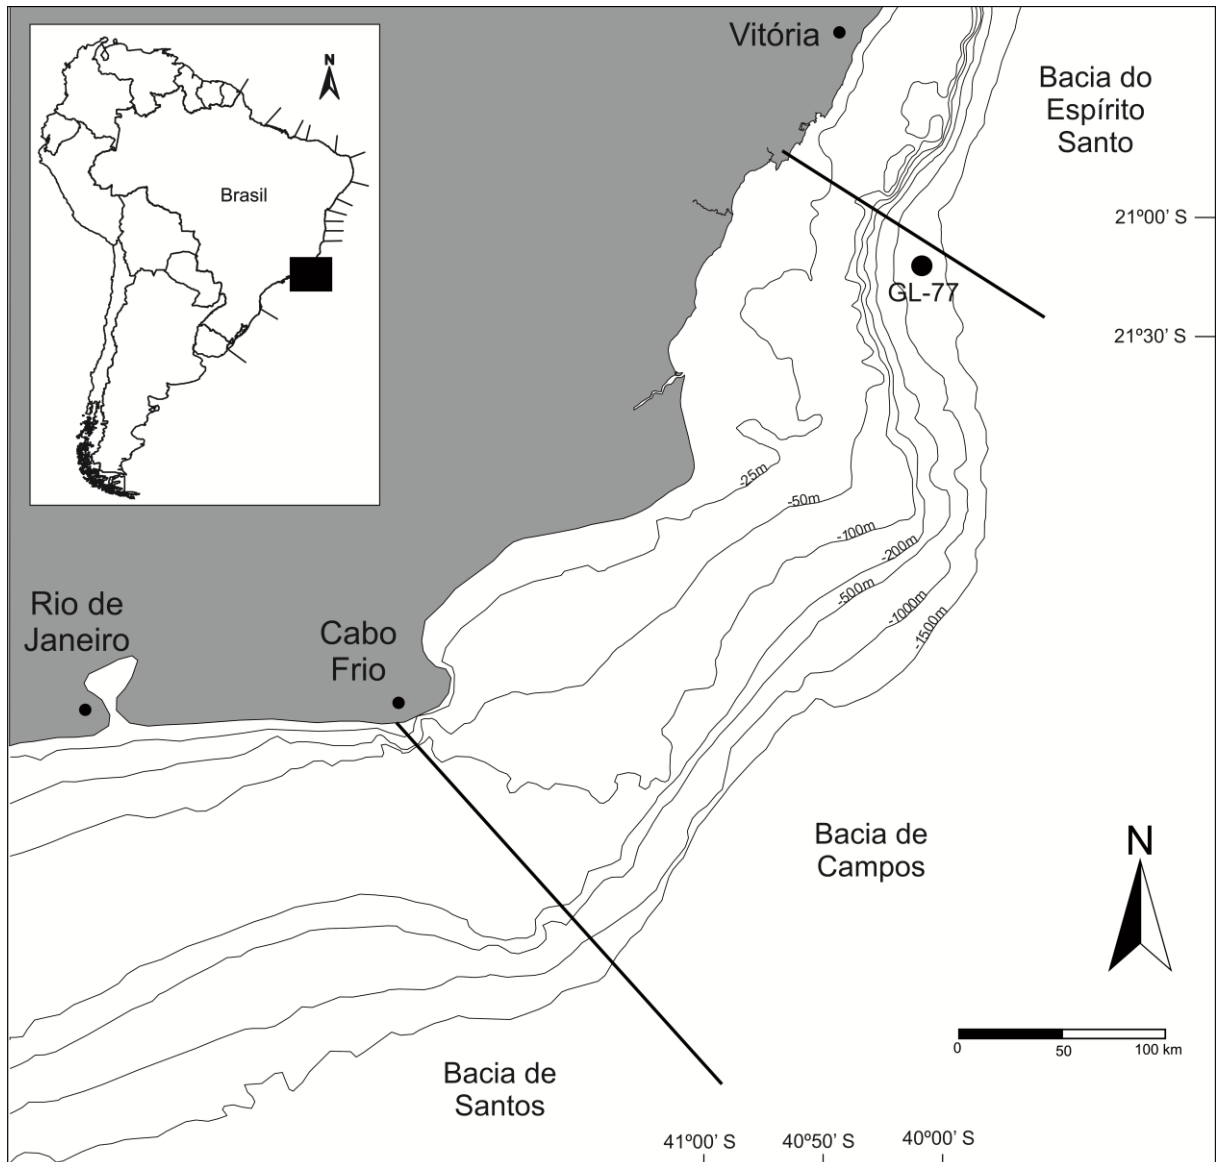 N
Brasil
Vitória
Bacia do
Espírito
Santo
21º00’ S
GL-77
21º30’ S
-25m
-50m
-100m
-200m
-500m
-1000m
-1500m
Rio de
Janeiro
Cabo
Frio
Bacia de
Campos
N
0
50
100 km
Bacia de
Santos
41º00’ S
40º50’ S
40º00’ S